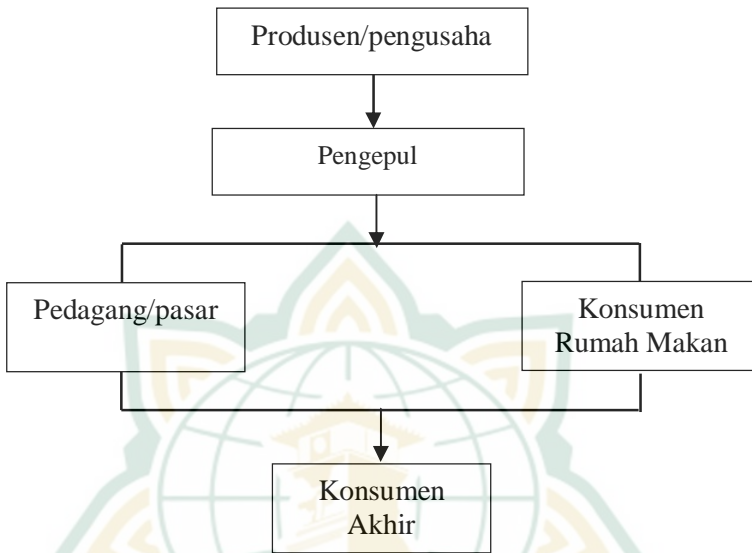 Produsen/pengusaha
Pengepul
Pedagang/pasar
Konsumen
Rumah Makan
Konsumen
Akhir